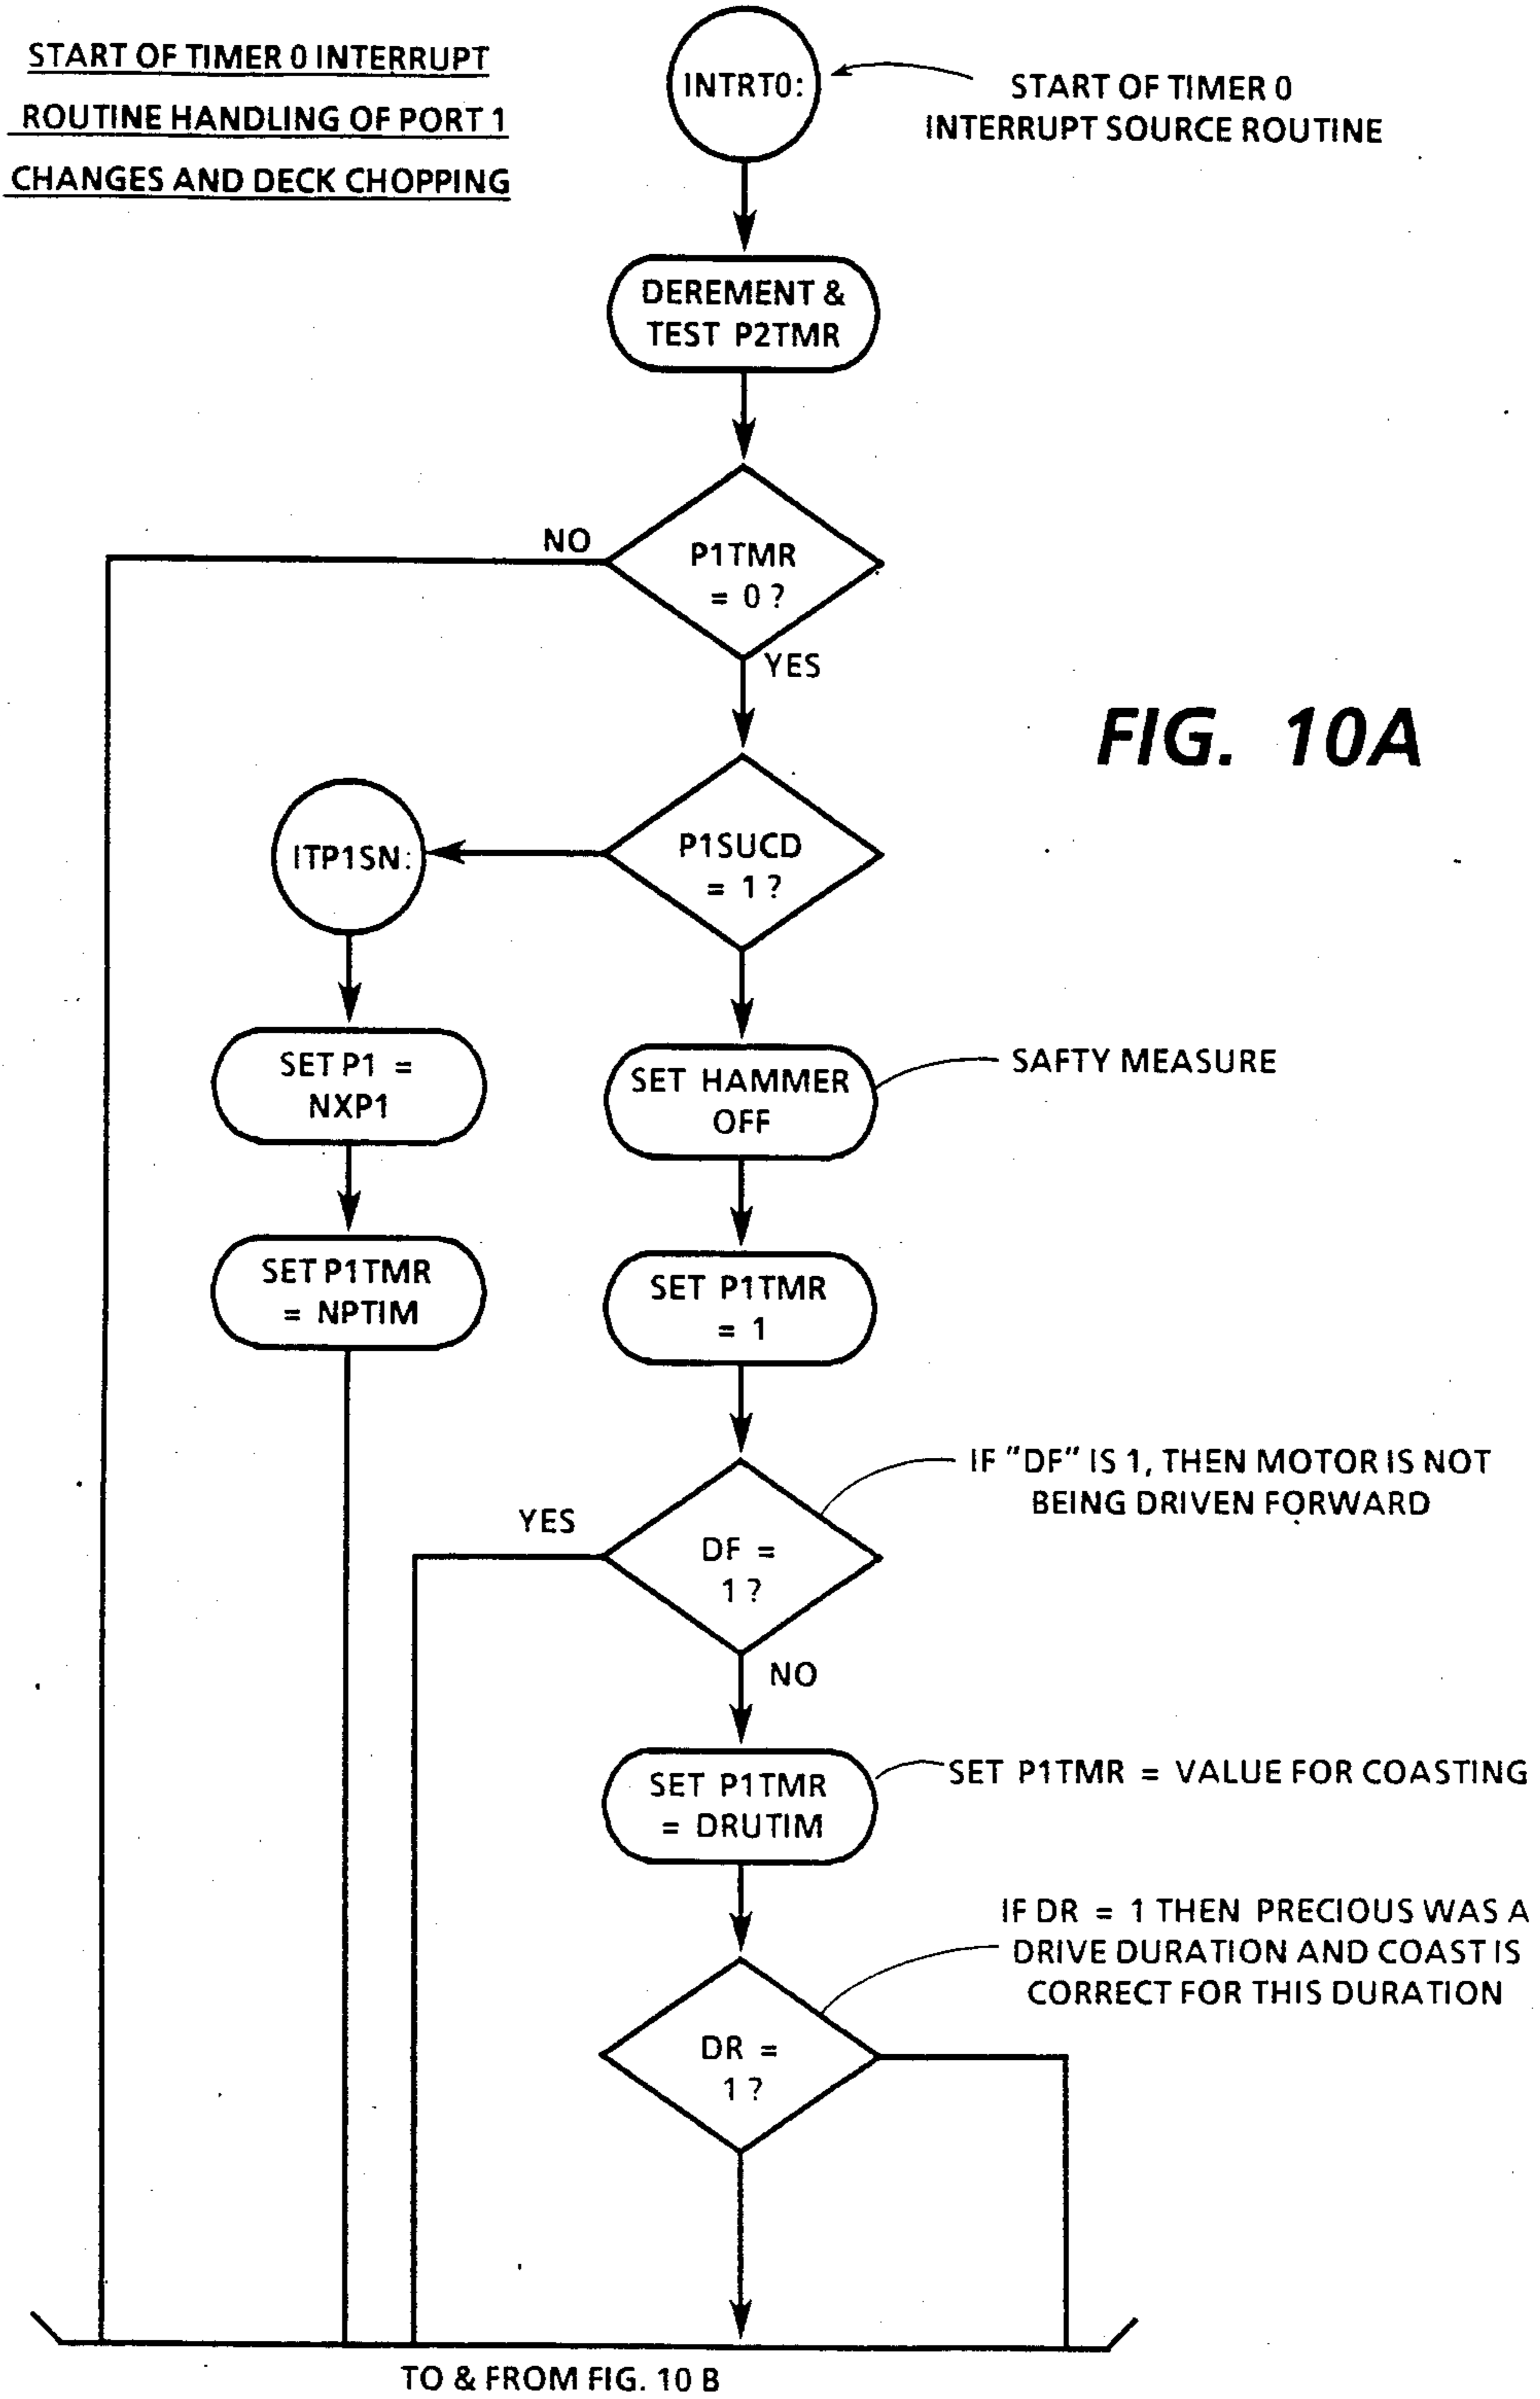 START OF TIMER 0 INTERRUPT
ROUTINE HANDLING OF PORT 1
CHANGES AND DECK CHOPPING
INTRT0:
START OF TIMER 0
INTERRUPT SOURCE ROUTINE
DEREMENT &
TEST P2TMR
NO
P1TMR
= 0 ?
YES
FIG. 10A
ITP1SN:
P1SUCD
= 1 ?
SET P1 =
NXP1
SET HAMMER
OFF
SAFTY MEASURE
SET P1TMR
= NPTIM
SET P1TMR
= 1
IF "DF" IS 1, THEN MOTOR IS NOT
BEING DRIVEN FORWARD
YES
DF =
1 ?
NO
SET P1TMR
= DRUTIM
SET P1TMR = VALUE FOR COASTING
IF DR = 1 THEN PRECIOUS WAS A
DRIVE DURATION AND COAST IS
CORRECT FOR THIS DURATION
DR =
1 ?
TO & FROM FIG. 10 B